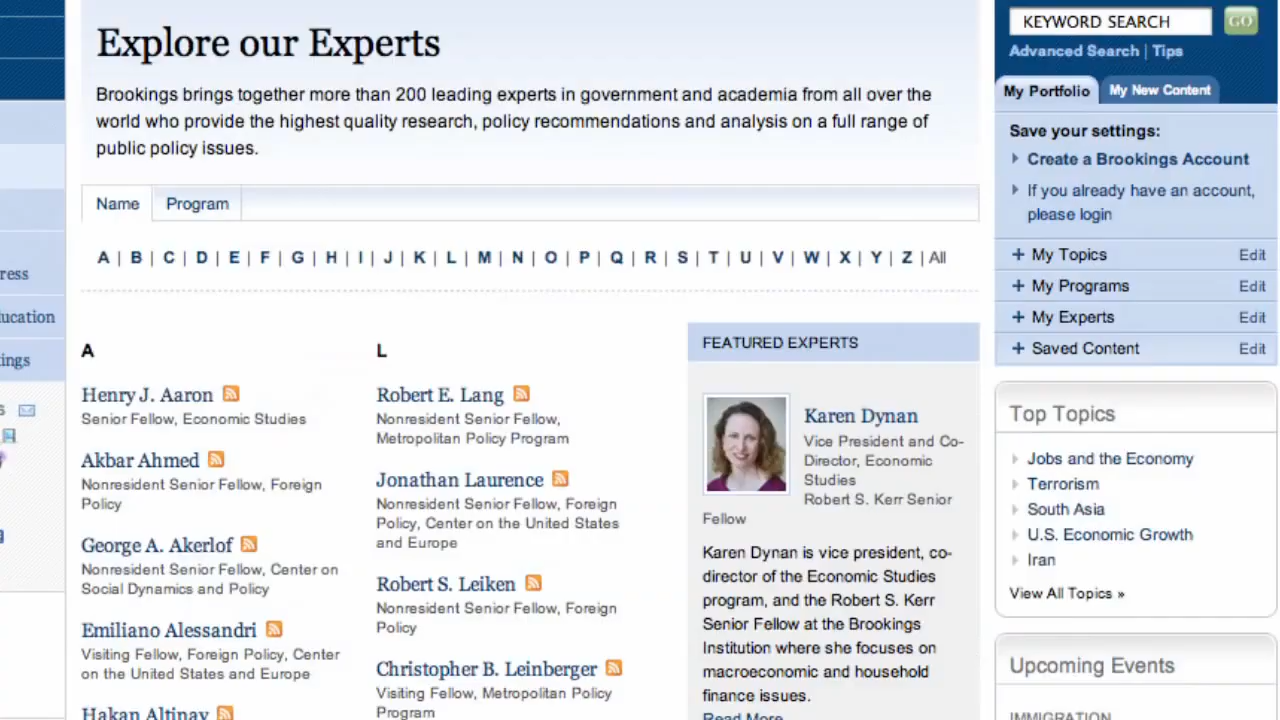 Explore our Experts
Brookings brings together more than 200 leading experts in government and academia from all over the
world who provide the highest quality research, policy recommendations and analysis on a full range of
public policy issues.
Name
Program
A | B | C | D | E | F | G | H | I | J | K | L | M | N | O | P | Q | R | S | T | U | V | W | X | Y | Z | All
A
Henry J. Aaron
Senior Fellow, Economic Studies
Akbar Ahmed
Nonresident Senior Fellow, Foreign
Policy
George A. Akerlof
Nonresident Senior Fellow, Center on
Social Dynamics and Policy
Emiliano Alessandri
Visiting Fellow, Foreign Policy, Center
on the United States and Europe
Hakan Altinay
L
Robert E. Lang
Nonresident Senior Fellow,
Metropolitan Policy Program
Jonathan Laurence
Nonresident Senior Fellow, Foreign
Policy, Center on the United States
and Europe
Robert S. Leiken
Nonresident Senior Fellow, Foreign
Policy
Christopher B. Leinberger
Visiting Fellow, Metropolitan Policy
Program
FEATURED EXPERTS
Karen Dynan
Vice President and Co-
Director, Economic
Studies
Robert S. Kerr Senior
Fellow
Karen Dynan is vice president, co-
director of the Economic Studies
program, and the Robert S. Kerr
Senior Fellow at the Brookings
Institution where she focuses on
macroeconomic and household
finance issues.
Read More
KEYWORD SEARCH
GO
Advanced Search | Tips
My Portfolio
My New Content
Save your settings:
Create a Brookings Account
If you already have an account,
please login
+ My Topics Edit
+ My Programs Edit
+ My Experts Edit
+ Saved Content Edit
Top Topics
Jobs and the Economy
Terrorism
South Asia
U.S. Economic Growth
Iran
View All Topics »
Upcoming Events
IMMIGRATION
ress
ucation
ings